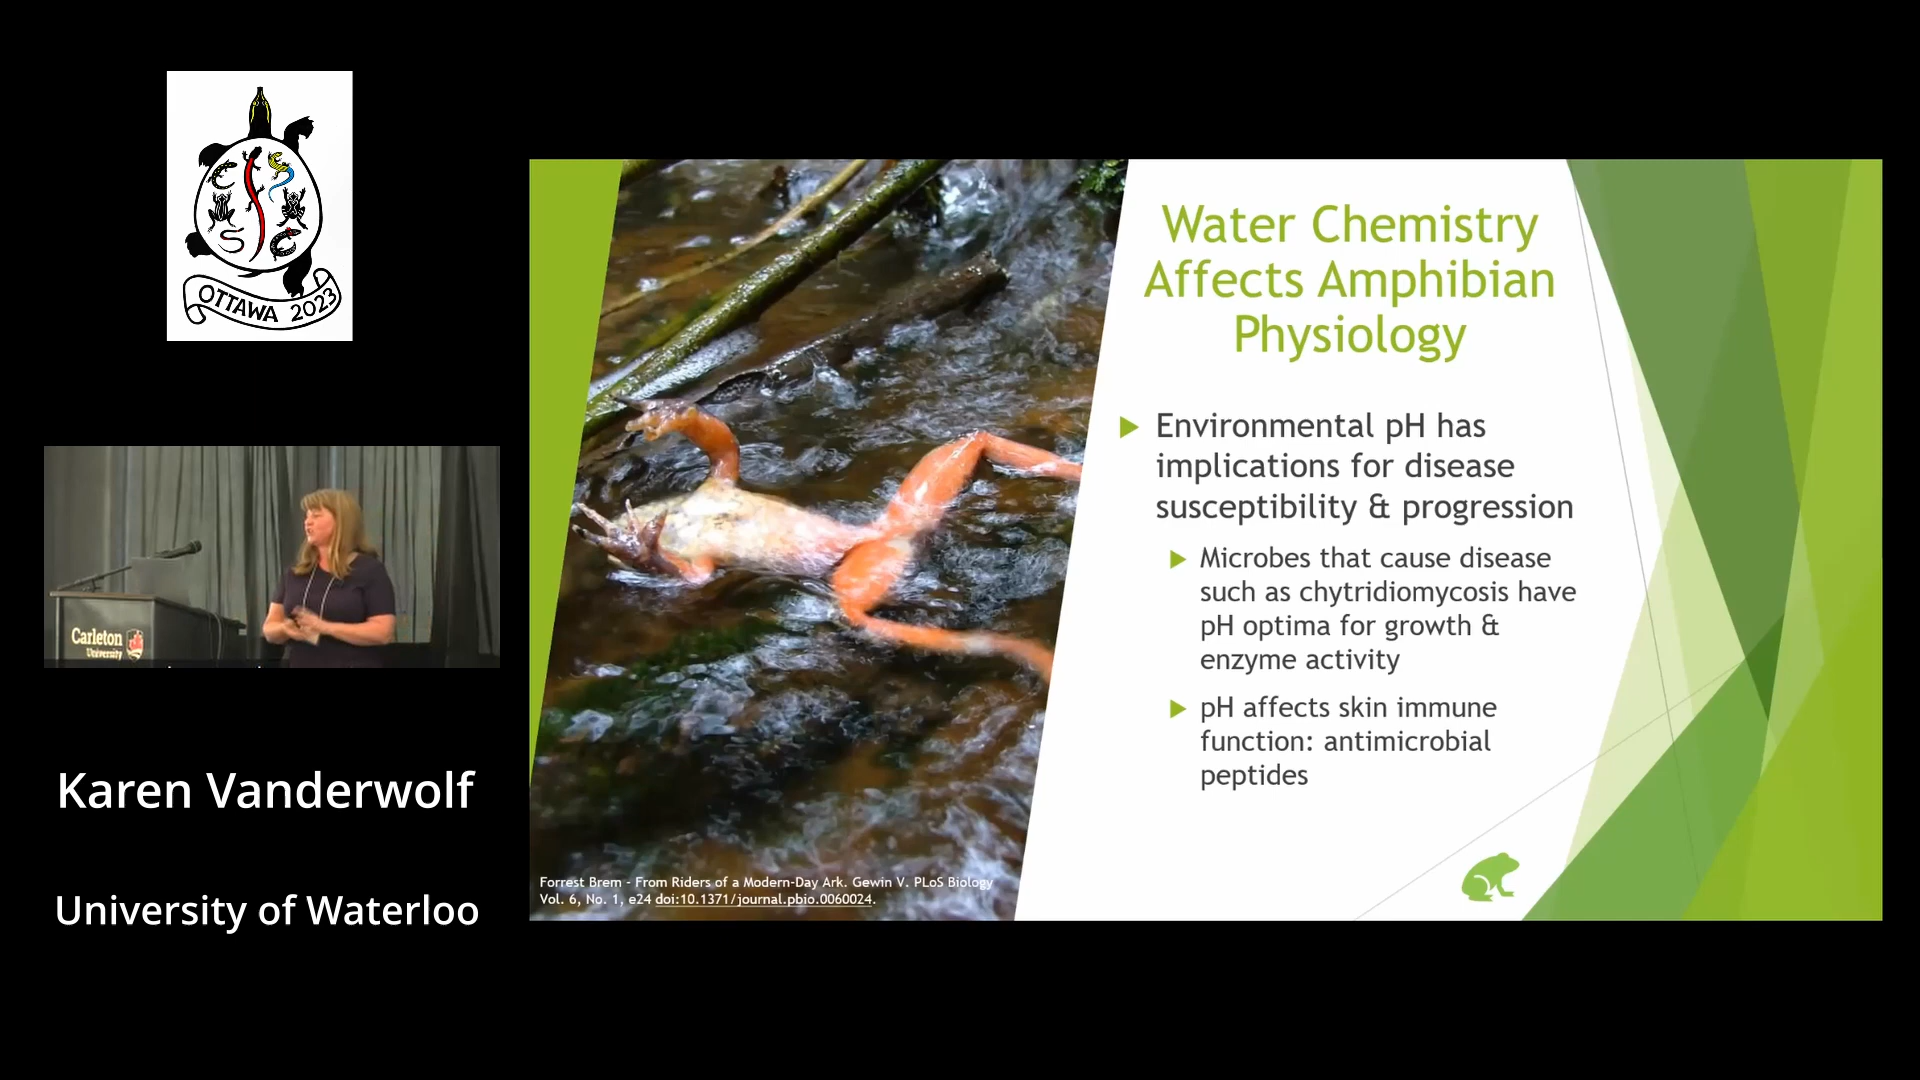 OTTAWA 2023
Carleton
University
Karen Vanderwolf
University of Waterloo
Water Chemistry
Affects Amphibian
Physiology
Environmental pH has
implications for disease
susceptibility & progression
Microbes that cause disease
such as chytridiomycosis have
pH optima for growth &
enzyme activity
pH affects skin immune
function: antimicrobial
peptides
Forrest Brem - From Riders of a Modern-Day Ark. Gewin V. PLoS Biology
Vol. 6, No. 1, e24 doi:10.1371/journal.pbio.0060024.